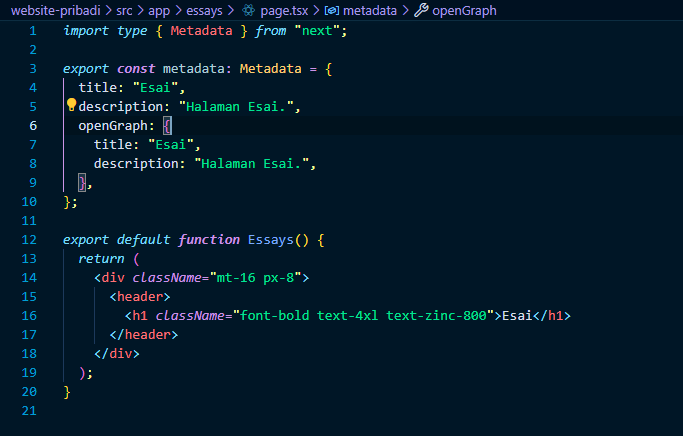 website-pribadi > src > app > essays > page.tsx > metadata > openGraph
1 import type { Metadata } from "next";
2
3 export const metadata: Metadata = {
4 title: "Esai",
5 description: "Halaman Esai.",
6 openGraph: {
7 title: "Esai",
8 description: "Halaman Esai.",
9 },
10 };
11
12 export default function Essays() {
13 return (
14 <div className="mt-16 px-8">
15 <header>
16 <h1 className="font-bold text-4xl text-zinc-800">Esai</h1>
17 </header>
18 </div>
19 );
20 }
21